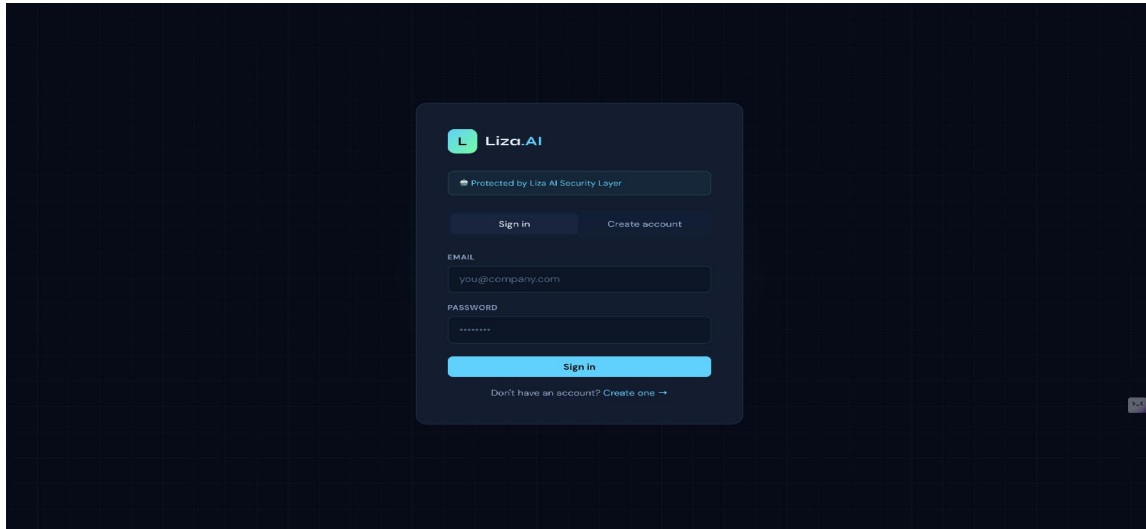 L Liza.AI
Protected by Liza AI Security Layer
Sign in Create account
EMAIL
you@company.com
PASSWORD
••••••••
Sign in
Don't have an account? Create one →